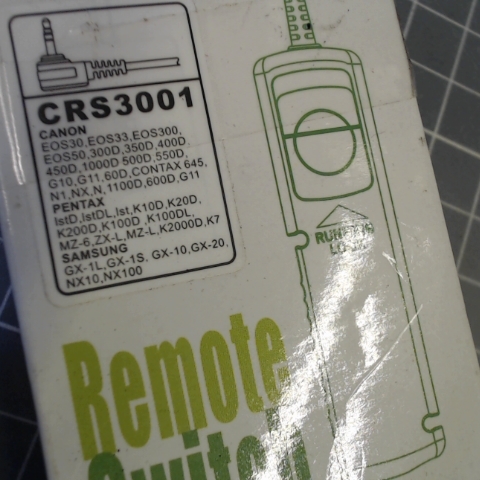 CRS3001
CANON
EOS30.EOS33,EOS300,
EOS50,300D,350D,400D
450D,1000D 500D,550D,
G10,G11,60D,CONTAX 645,
N1,NX,N,1100D,600D,G11
PENTAX
IstD,IstDL,Ist,K10D,K20D,
K200D,K100D ,K100DL,
MZ-6,ZX-L,MZ-L,K2000D,K7
SAMSUNG
GX-1L,GX-1S, GX-10,GX-20,
NX10,NX100
Remote
Switch